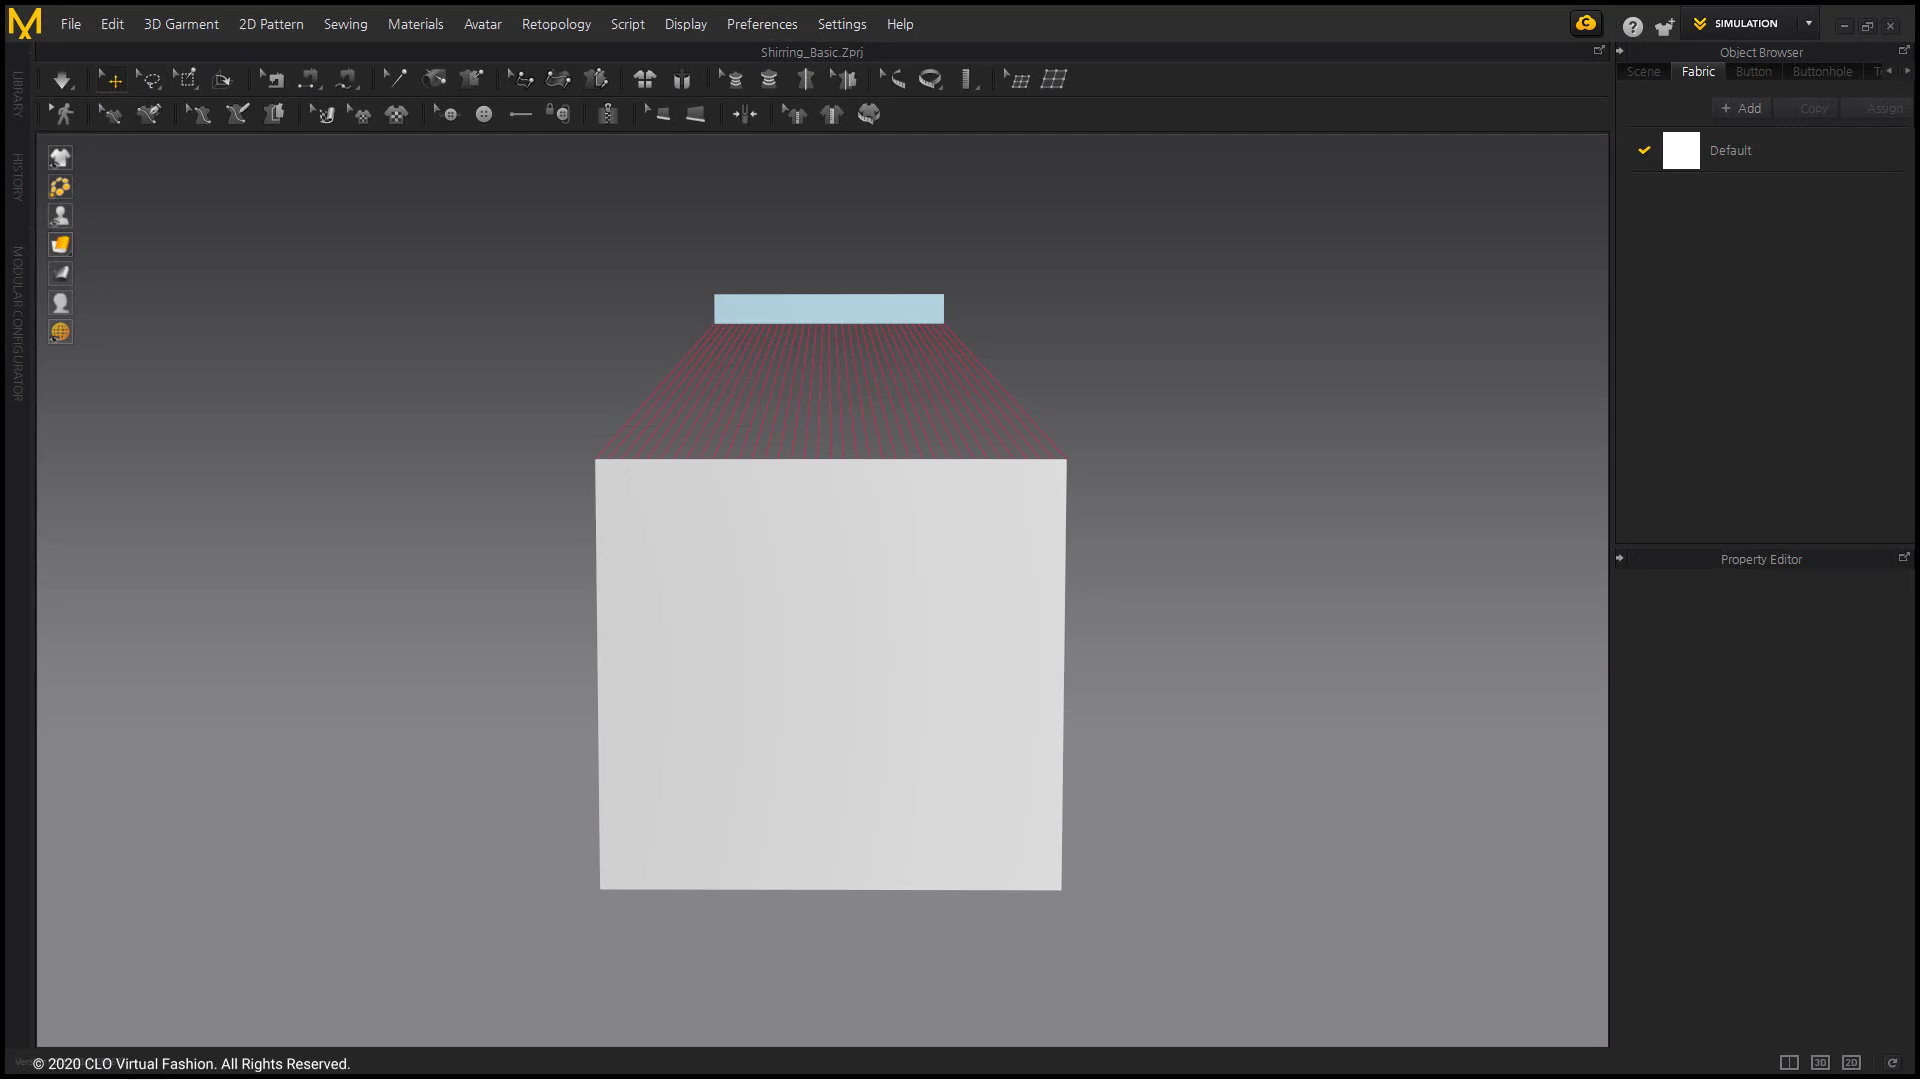 File Edit 3D Garment 2D Pattern Sewing Materials Avatar Retopology Script Display Preferences Settings Help
SIMULATION
Shirring_Basic.Zprj
Object Browser
Scene Fabric Button Buttonhole
+ Add Copy Assign
Default
LIBRARY
HISTORY
MODULAR CONFIGURATOR
Property Editor
© 2020 CLO Virtual Fashion. All Rights Reserved.
3D 2D